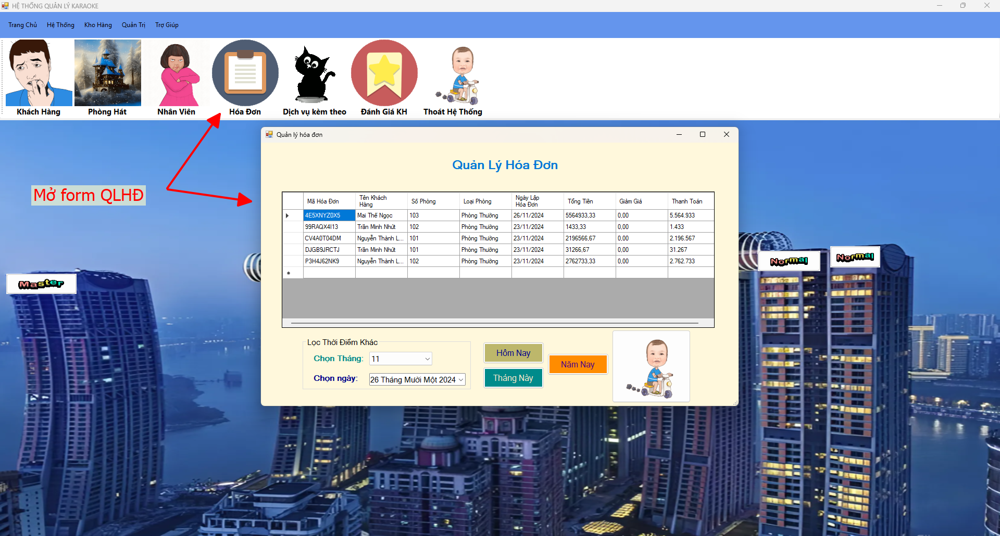 HỆ THỐNG QUẢN LÝ KARAOKE
Trang Chủ Hệ Thống Kho Hàng Quản Trị Trợ Giúp
Khách Hàng Phòng Hát Nhân Viên Hóa Đơn Dịch vụ kèm theo Đánh Giá KH Thoát Hệ Thống
Mở form QLHĐ
Quản lý hóa đơn
Quản Lý Hóa Đơn
Mã Hóa Đơn Tên Khách Hàng Số Phòng Loại Phòng Ngày Lập Hóa Đơn Tổng Tiền Giảm Giá Thanh Toán
4E5XNYZ0X5 Mai Thế Ngọc 103 Phòng Thường 26/11/2024 5564933,33 0,00 5.564.933
99RAQX4I13 Trần Minh Nhứt 102 Phòng Thường 23/11/2024 1433,33 0,00 1.433
CV4A0T04DM Nguyễn Thành L... 101 Phòng Thường 23/11/2024 2196566,67 0,00 2.196.567
DJGB9JRCTJ Trần Minh Nhứt 101 Phòng Thường 23/11/2024 31266,67 0,00 31.267
P3H4J62NK9 Nguyễn Thành L... 102 Phòng Thường 23/11/2024 2762733,33 0,00 2.762.733
Master
Normal
Normal
Lọc Thời Điểm Khác
Chọn Tháng: 11
Chọn ngày: 26 Tháng Mười Một 2024
Hôm Nay
Tháng Này
Năm Nay